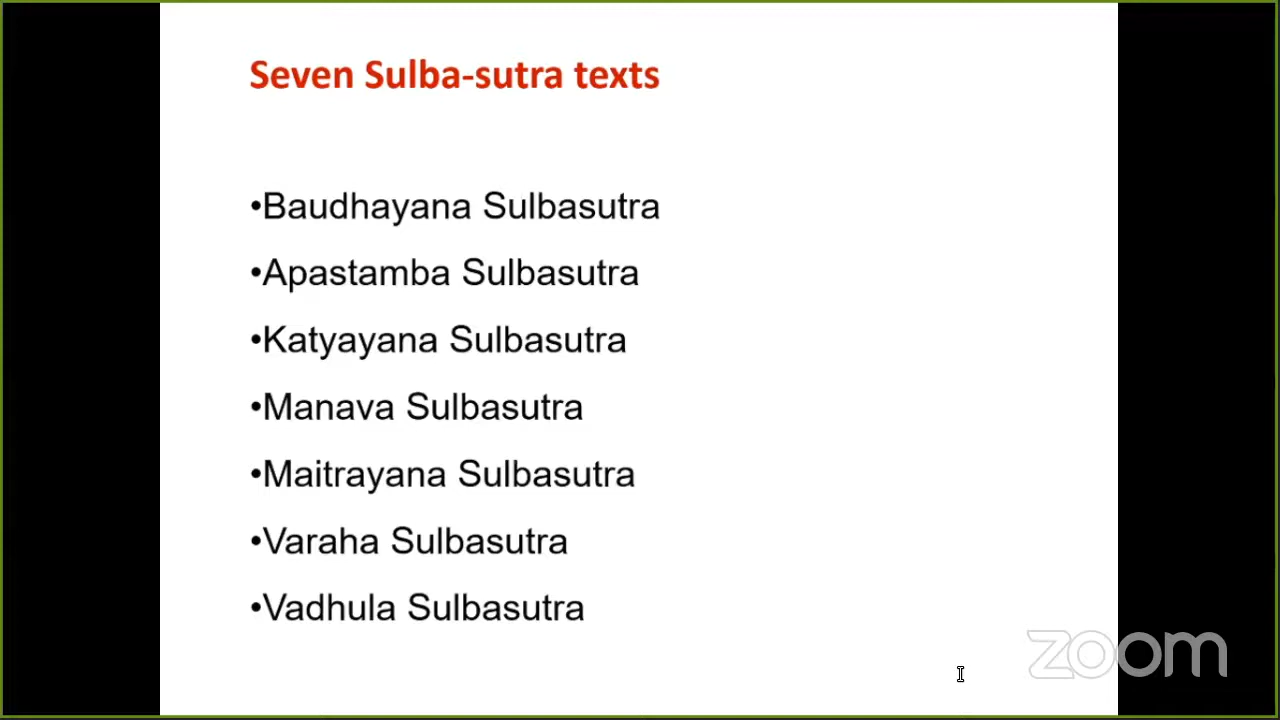 Seven Sulba-sutra texts
•Baudhayana Sulbasutra
•Apastamba Sulbasutra
•Katyayana Sulbasutra
•Manava Sulbasutra
•Maitrayana Sulbasutra
•Varaha Sulbasutra
•Vadhula Sulbasutra
zoom